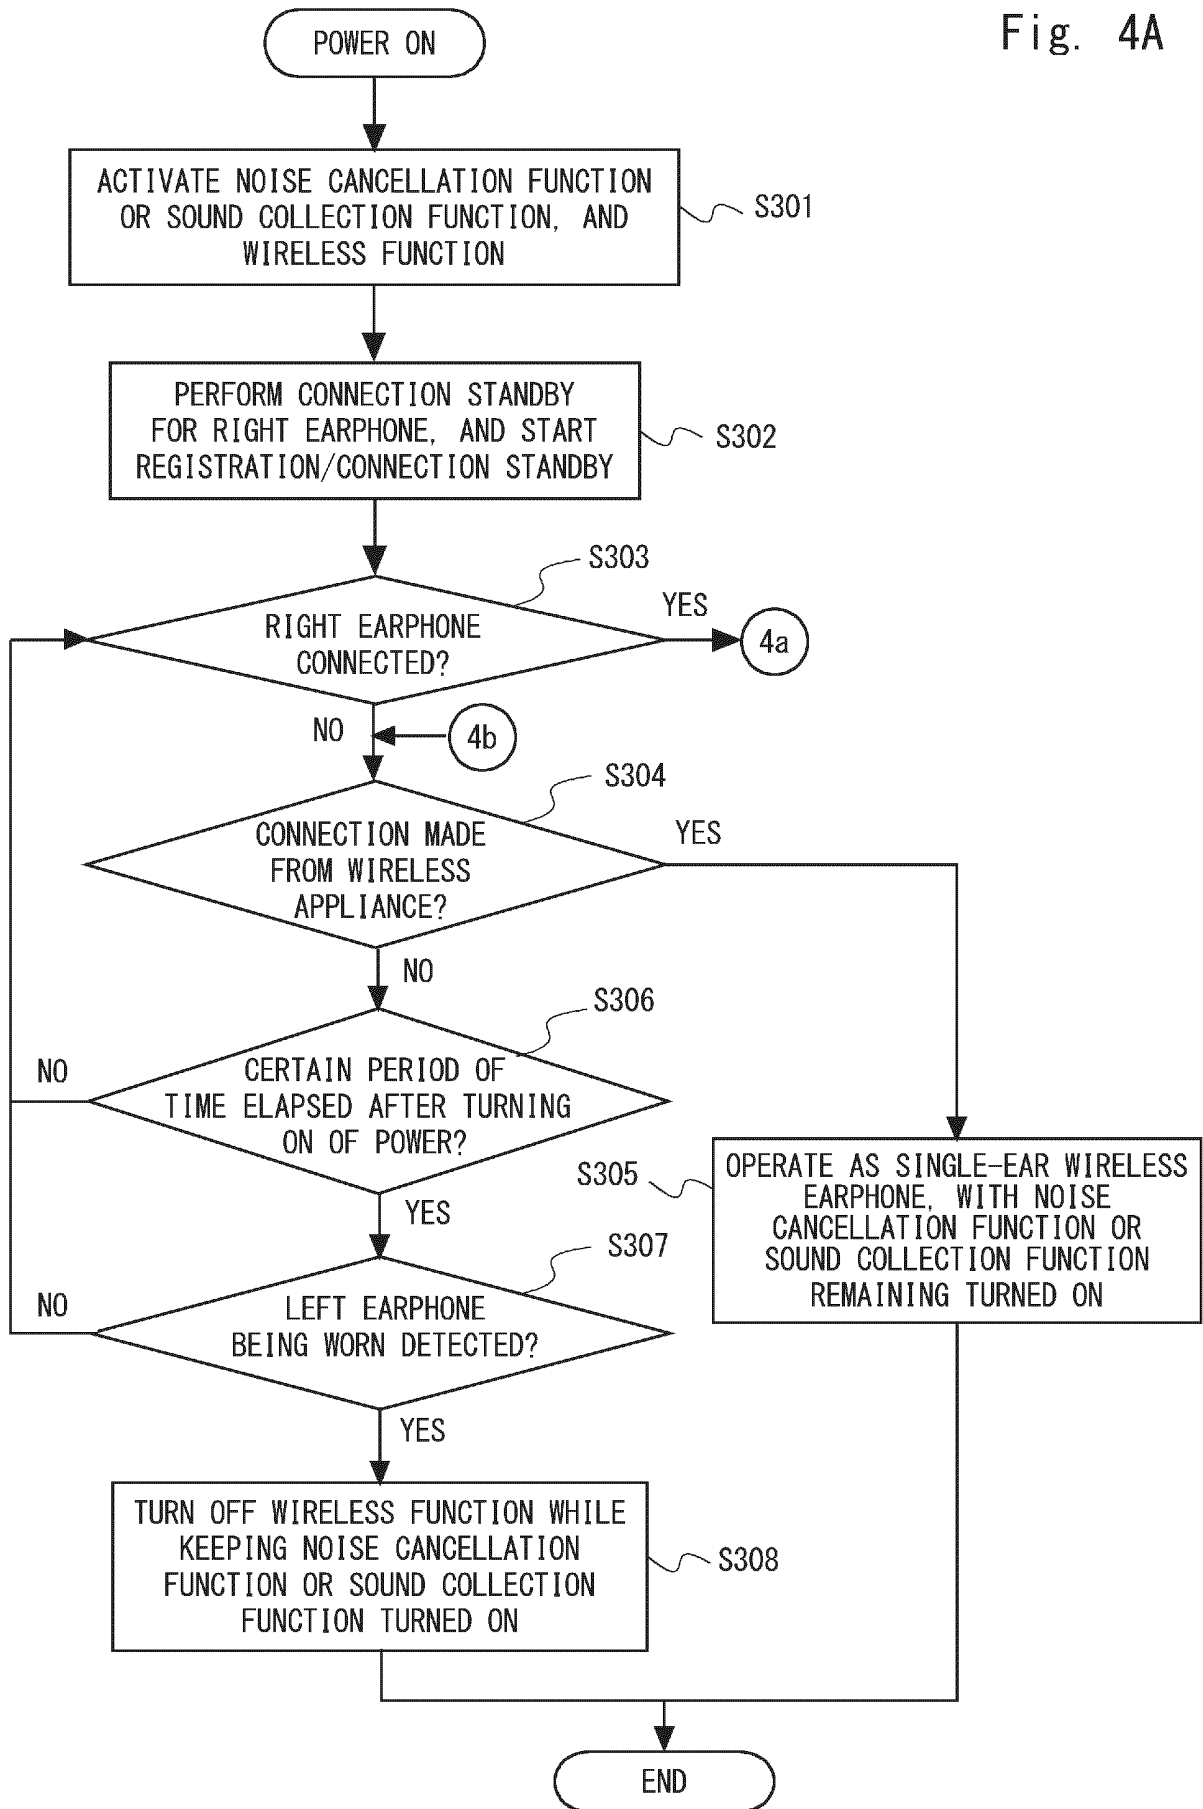 Fig. 4A
POWER ON
ACTIVATE NOISE CANCELLATION FUNCTION
OR SOUND COLLECTION FUNCTION, AND
WIRELESS FUNCTION
S301
PERFORM CONNECTION STANDBY
FOR RIGHT EARPHONE, AND START
REGISTRATION/CONNECTION STANDBY
S302
S303
RIGHT EARPHONE
CONNECTED?
YES
4a
NO
4b
S304
CONNECTION MADE
FROM WIRELESS
APPLIANCE?
YES
NO
S306
CERTAIN PERIOD OF
TIME ELAPSED AFTER TURNING
ON OF POWER?
NO
YES
S305
OPERATE AS SINGLE-EAR WIRELESS
EARPHONE, WITH NOISE
CANCELLATION FUNCTION OR
SOUND COLLECTION FUNCTION
REMAINING TURNED ON
S307
LEFT EARPHONE
BEING WORN DETECTED?
NO
YES
TURN OFF WIRELESS FUNCTION WHILE
KEEPING NOISE CANCELLATION
FUNCTION OR SOUND COLLECTION
FUNCTION TURNED ON
S308
END